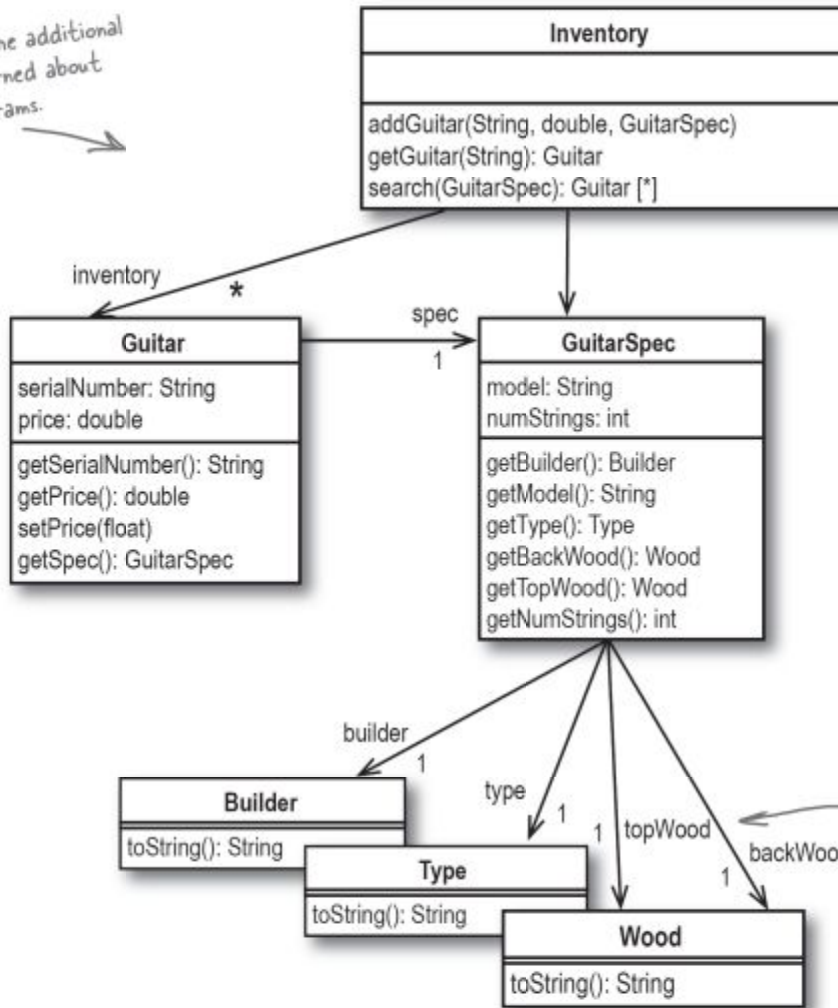 additional
about
Inventory
addGuitar(String, double, GuitarSpec)
getGuitar(String): Guitar
search(GuitarSpec): Guitar [*]
inventory
*
spec
1
Guitar
serialNumber: String
price: double
getSerialNumber(): String
getPrice(): double
setPrice(float)
getSpec(): GuitarSpec
GuitarSpec
model: String
numStrings: int
getBuilder(): Builder
getModel(): String
getType(): Type
getBackWood(): Wood
getTopWood(): Wood
getNumStrings(): int
builder
1
type
1
1
topWood
backWoo
1
Builder
toString(): String
Type
toString(): String
Wood
toString(): String